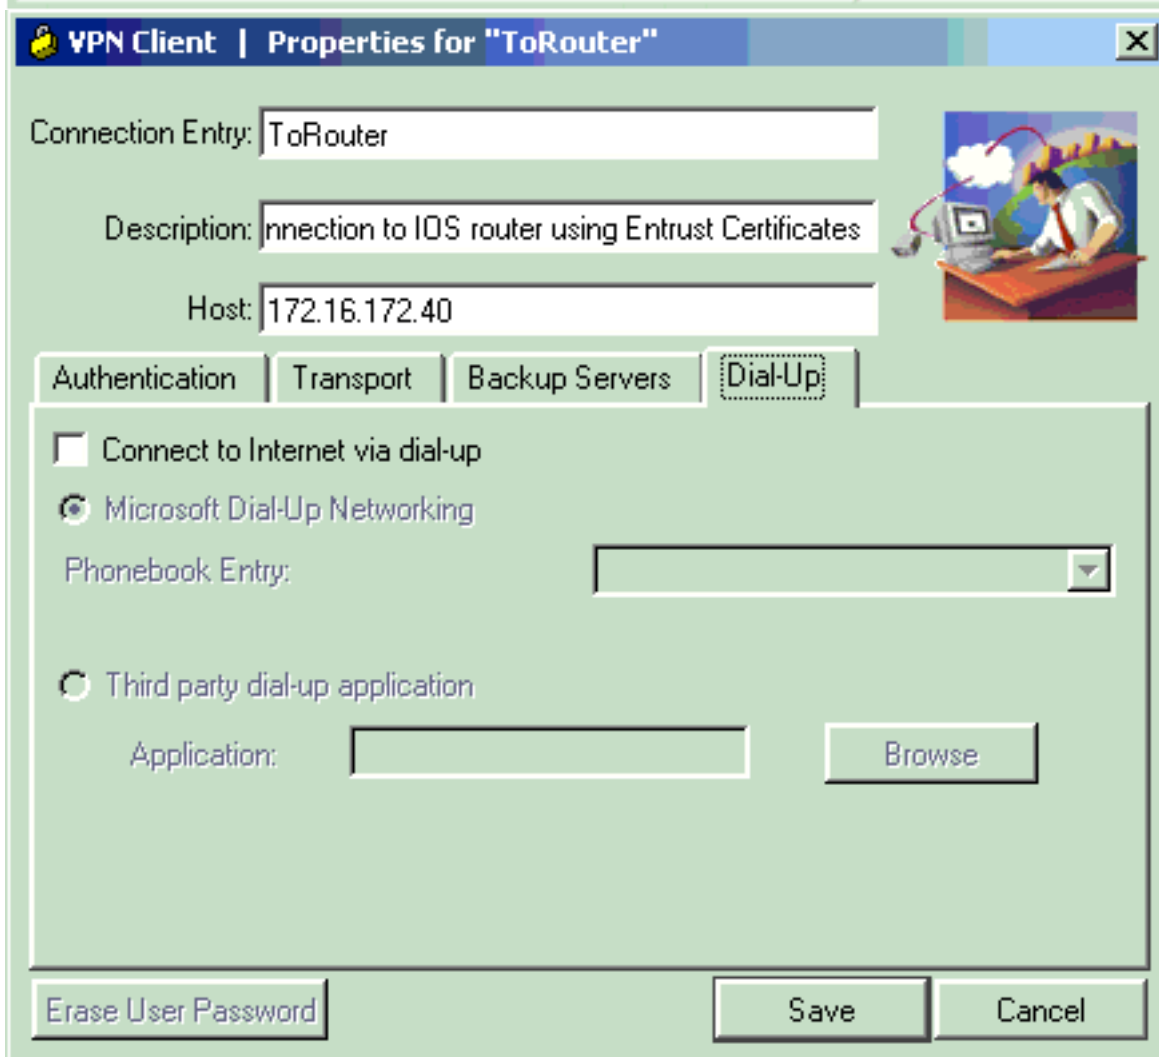 VPN Client | Properties for "ToRouter"
Connection Entry: ToRouter
Description: nnection to IOS router using Entrust Certificates
Host: 172.16.172.40
Authentication Transport Backup Servers Dial-Up
Connect to Internet via dial-up
Microsoft Dial-Up Networking
Phonebook Entry:
Third party dial-up application
Application: Browse
Erase User Password Save Cancel